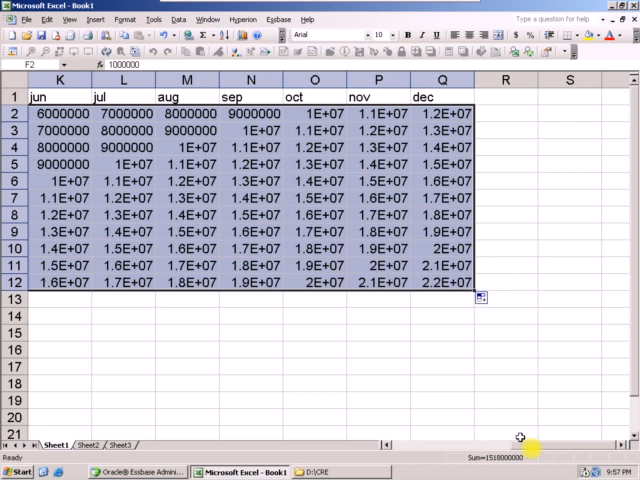 Microsoft Excel - Book1
File Edit View Insert Format Tools Data Window Hyperion Essbase Help Type a question for help
Arial 10 B I U
F2 fx 1000000
K L M N O P Q R S
1 jun jul aug sep oct nov dec
2 6000000 7000000 8000000 9000000 1E+07 1.1E+07 1.2E+07
3 7000000 8000000 9000000 1E+07 1.1E+07 1.2E+07 1.3E+07
4 8000000 9000000 1E+07 1.1E+07 1.2E+07 1.3E+07 1.4E+07
5 9000000 1E+07 1.1E+07 1.2E+07 1.3E+07 1.4E+07 1.5E+07
6 1E+07 1.1E+07 1.2E+07 1.3E+07 1.4E+07 1.5E+07 1.6E+07
7 1.1E+07 1.2E+07 1.3E+07 1.4E+07 1.5E+07 1.6E+07 1.7E+07
8 1.2E+07 1.3E+07 1.4E+07 1.5E+07 1.6E+07 1.7E+07 1.8E+07
9 1.3E+07 1.4E+07 1.5E+07 1.6E+07 1.7E+07 1.8E+07 1.9E+07
10 1.4E+07 1.5E+07 1.6E+07 1.7E+07 1.8E+07 1.9E+07 2E+07
11 1.5E+07 1.6E+07 1.7E+07 1.8E+07 1.9E+07 2E+07 2.1E+07
12 1.6E+07 1.7E+07 1.8E+07 1.9E+07 2E+07 2.1E+07 2.2E+07
13
14
15
16
17
18
19
20
21
Sheet1 Sheet2 Sheet3
Ready Sum=1518000000
Start Oracle® Essbase Admini... Microsoft Excel - Book1 D:\CRE 9:57 PM